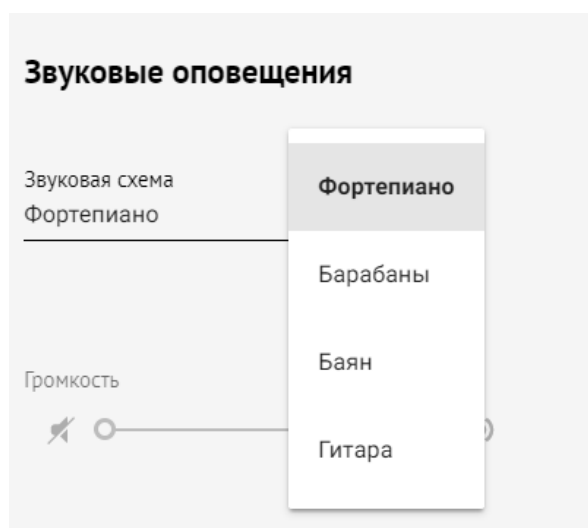 Звуковые оповещения
Звуковая схема
Фортепиано
Фортепиано
Барабаны
Баян
Гитара
Громкость